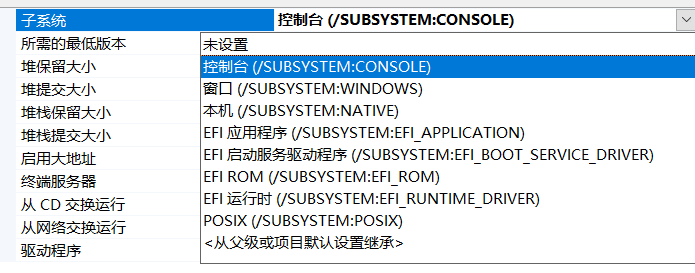 子系统 控制台 (/SUBSYSTEM:CONSOLE)
所需的最低版本 未设置
堆保留大小 控制台 (/SUBSYSTEM:CONSOLE)
堆提交大小 窗口 (/SUBSYSTEM:WINDOWS)
堆栈保留大小 本机 (/SUBSYSTEM:NATIVE)
堆栈提交大小 EFI 应用程序 (/SUBSYSTEM:EFI_APPLICATION)
启用大地址 EFI 启动服务驱动程序 (/SUBSYSTEM:EFI_BOOT_SERVICE_DRIVER)
终端服务器 EFI ROM (/SUBSYSTEM:EFI_ROM)
从 CD 交换运行 EFI 运行时 (/SUBSYSTEM:EFI_RUNTIME_DRIVER)
从网络交换运行 POSIX (/SUBSYSTEM:POSIX)
驱动程序 <从父级或项目默认设置继承>